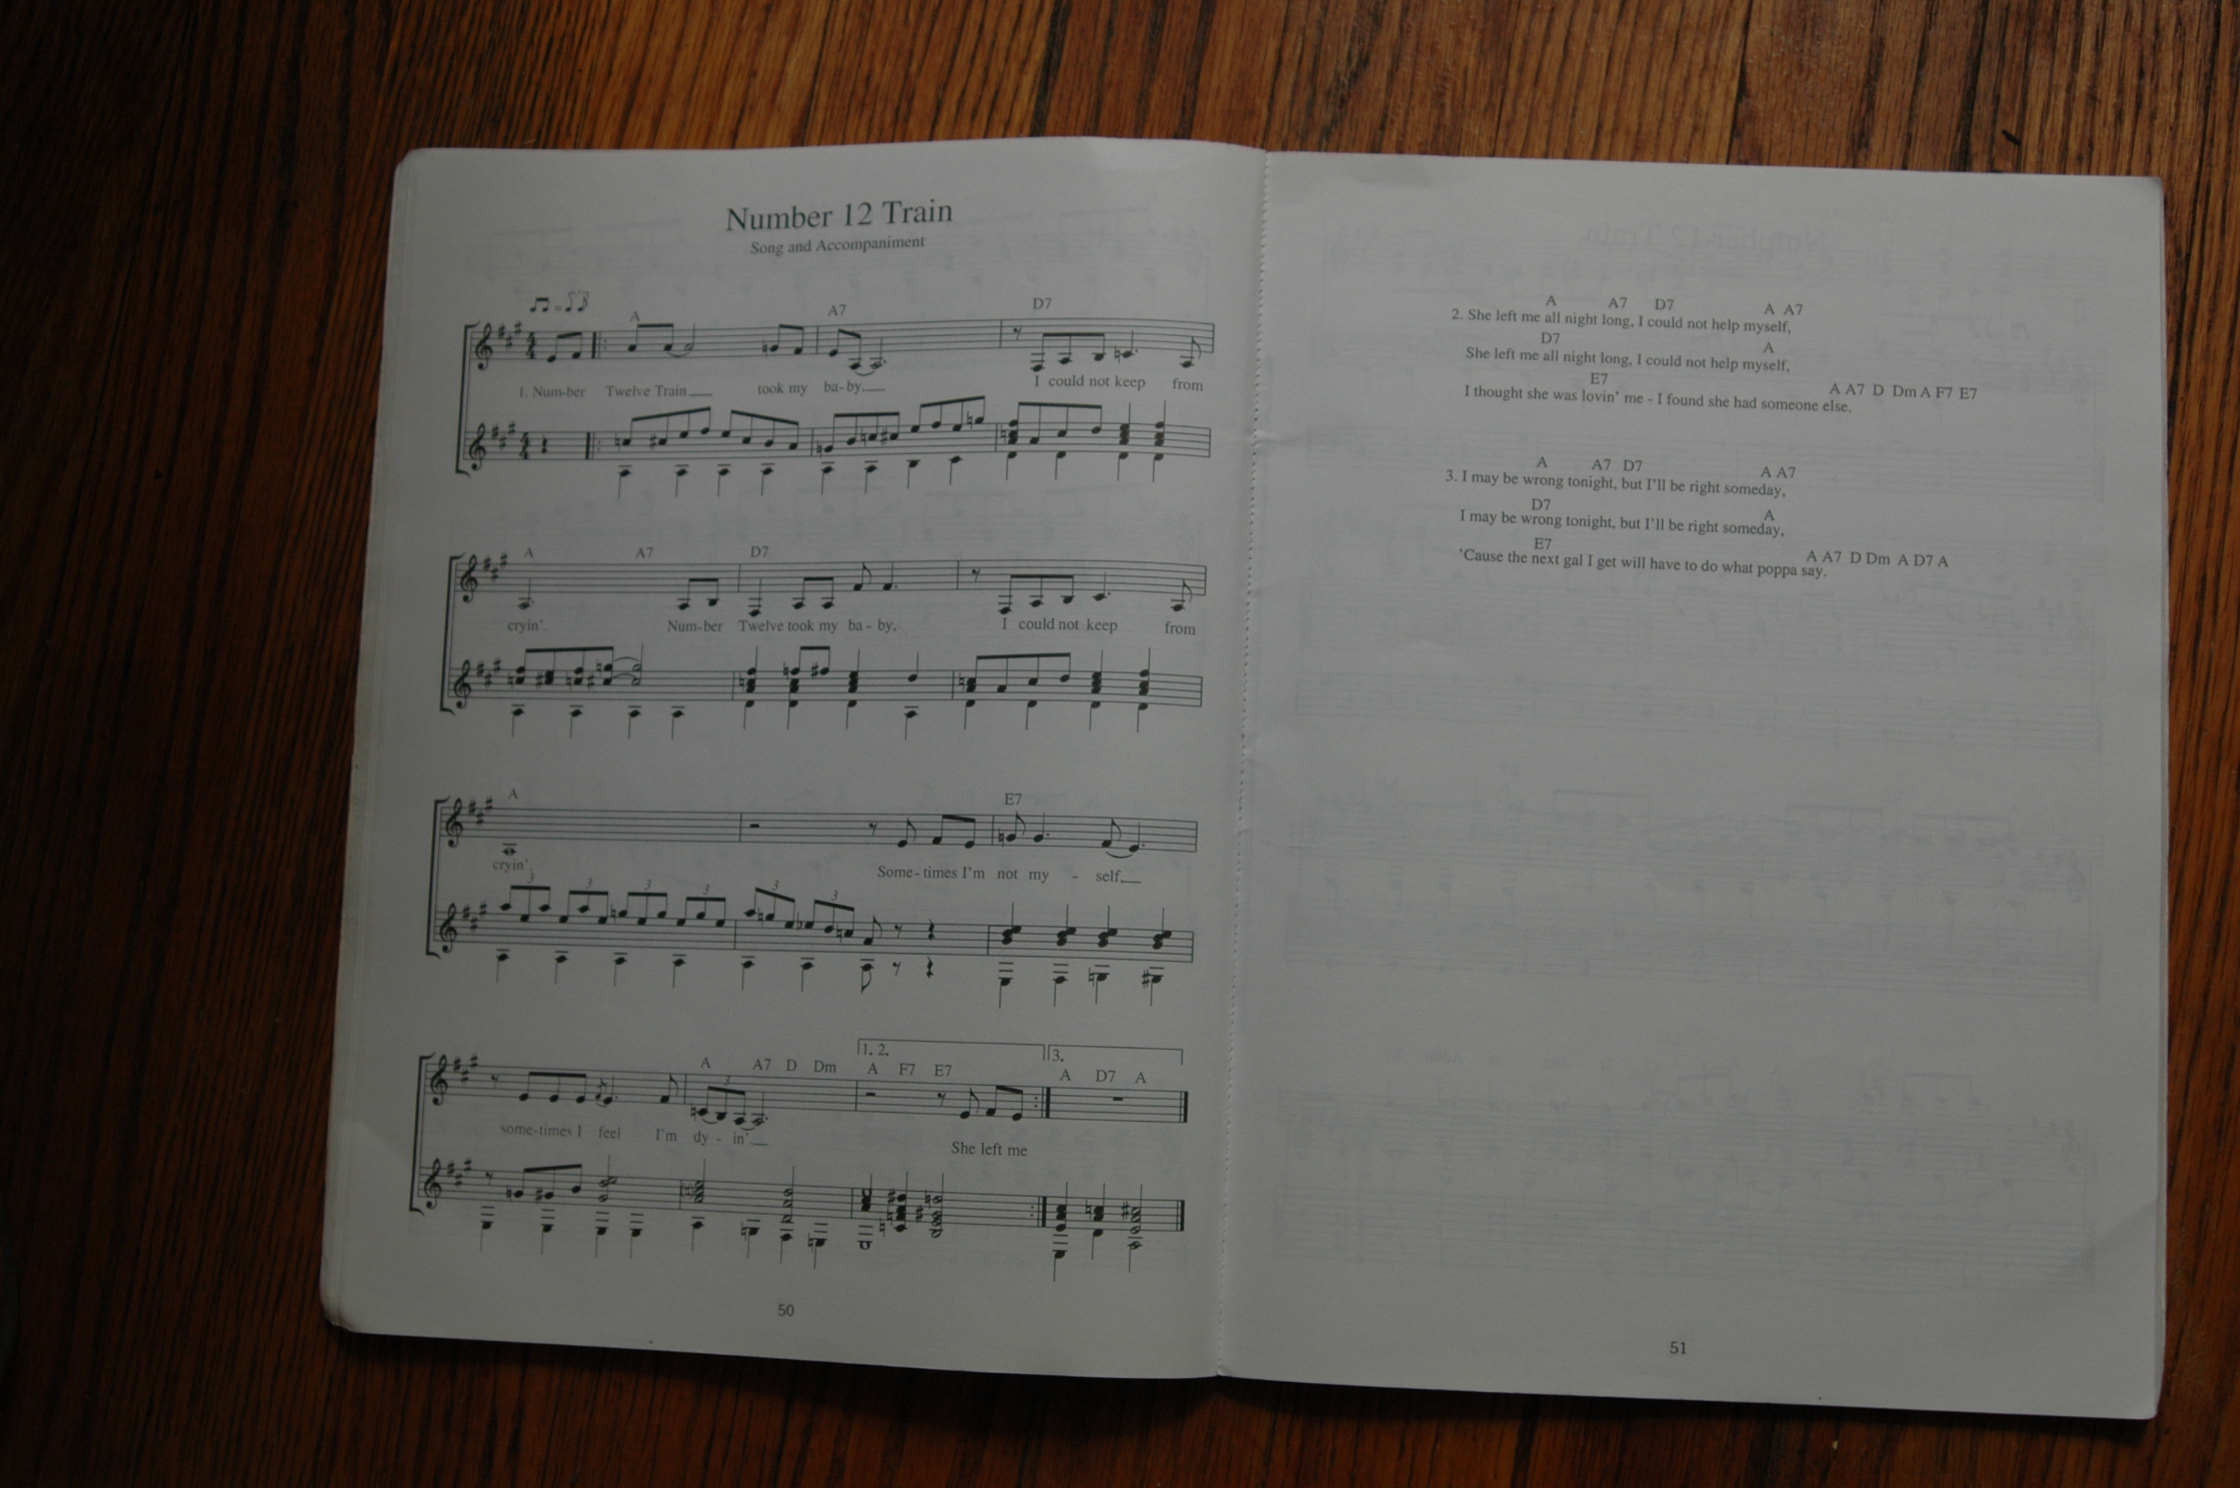 Number 12 Train
Song and Accompaniment
A A7 D7
1. Num-ber Twelve Train took my ba-by, I could not keep from
A A7 D7
cryin'. Num-ber Twelve took my ba - by, I could not keep from
A E7
cryin'; Some-times I'm not my - self,
1, 2. 3.
A A7 D Dm A F7 E7 A D7 A
some-times I feel I'm dy - in'. She left me
50
A A7 D7 A A7
2. She left me all night long, I could not help myself,
D7 A
She left me all night long, I could not help myself,
E7 A A7 D Dm A F7 E7
I thought she was lovin' me - I found she had someone else.
A A7 D7 A A7
3. I may be wrong tonight, but I'll be right someday,
D7 A
I may be wrong tonight, but I'll be right someday,
E7 A A7 D Dm A D7 A
'Cause the next gal I get will have to do what poppa say.
51